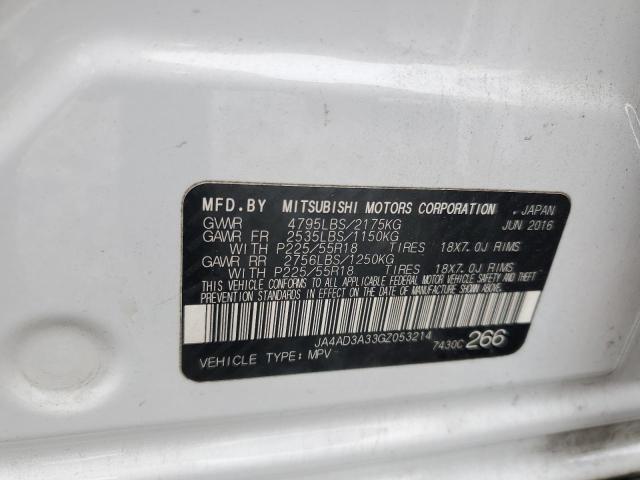 MFD.BY MITSUBISHI MOTORS CORPORATION , JAPAN
GVWR 4795LBS/2175KG JUN 2016
GAWR FR 2535LBS/1150KG
WITH P225/55R18 TIRES 18X7.0J RIMS
GAWR RR 2756LBS/1250KG
WITH P225/55R18 TIRES 18X7.0J RIMS
THIS VEHICLE CONFORMS TO ALL APPLICABLE FEDERAL MOTOR VEHICLE SAFETY AND THEFT
PREVENTION STANDARDS IN EFFECT ON THE DATE OF MANUFACTURE SHOWN ABOVE.
JA4AD3A33GZ053214
VEHICLE TYPE: MPV 7430C 266